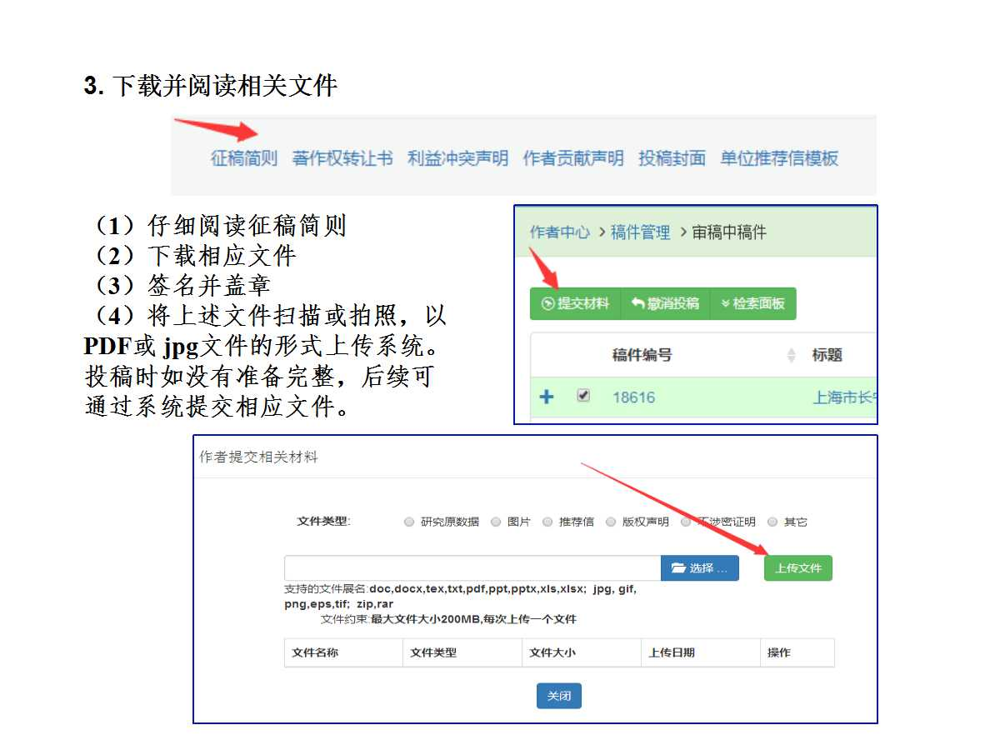 3. 下载并阅读相关文件
征稿简则 著作权转让书 利益冲突声明 作者贡献声明 投稿封面 单位推荐信模板
（1）仔细阅读征稿简则
（2）下载相应文件
（3）签名并盖章
（4）将上述文件扫描或拍照，以
PDF或 jpg文件的形式上传系统。
投稿时如没有准备完整，后续可
通过系统提交相应文件。
作者中心 > 稿件管理 > 审稿中稿件
提交材料 撤消投稿 检索面板
稿件编号 标题
18616 上海市长宁
作者提交相关材料
文件类型: 研究原数据 图片 推荐信 版权声明 不涉密证明 其它
选择 ... 上传文件
支持的文件展名:doc,docx,tex,txt,pdf,ppt,pptx,xls,xlsx; jpg, gif,
png,eps,tif; zip,rar
文件约束:最大文件大小200MB,每次上传一个文件
文件名称 文件类型 文件大小 上传日期 操作
关闭